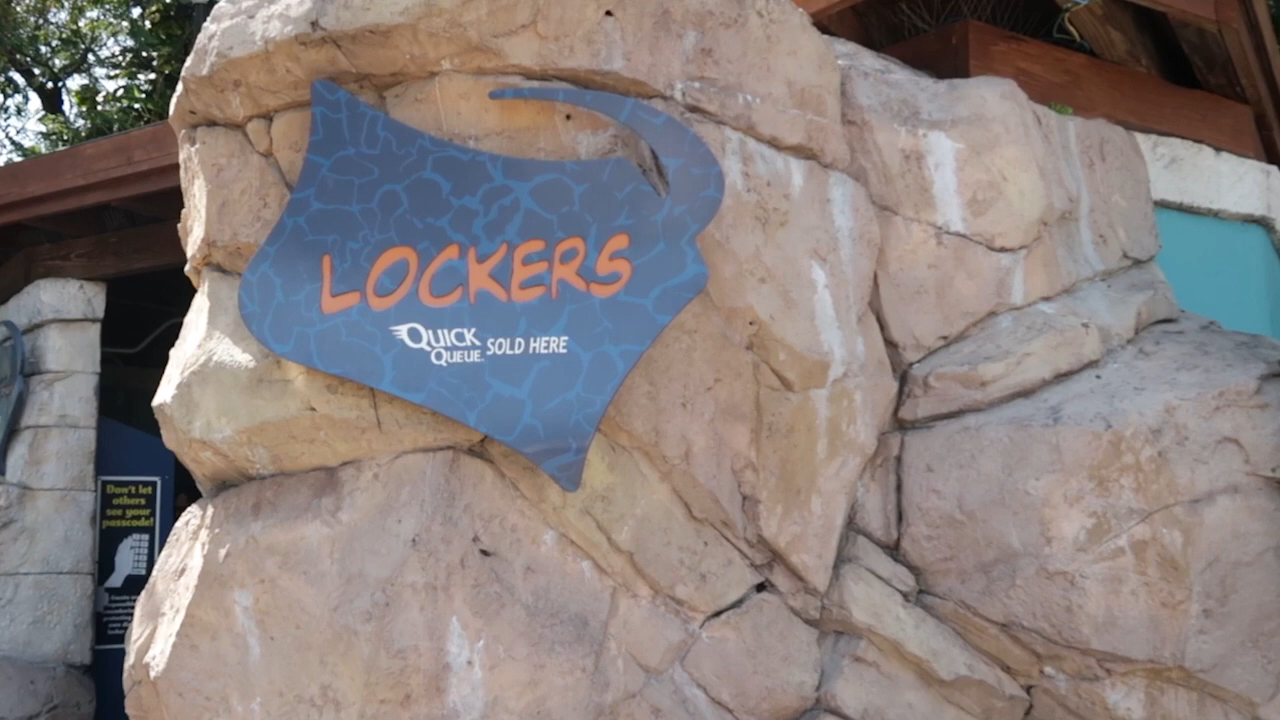 LOCKERS
QUICK
QUEUE. SOLD HERE
Don't let
others
see your
passcode!